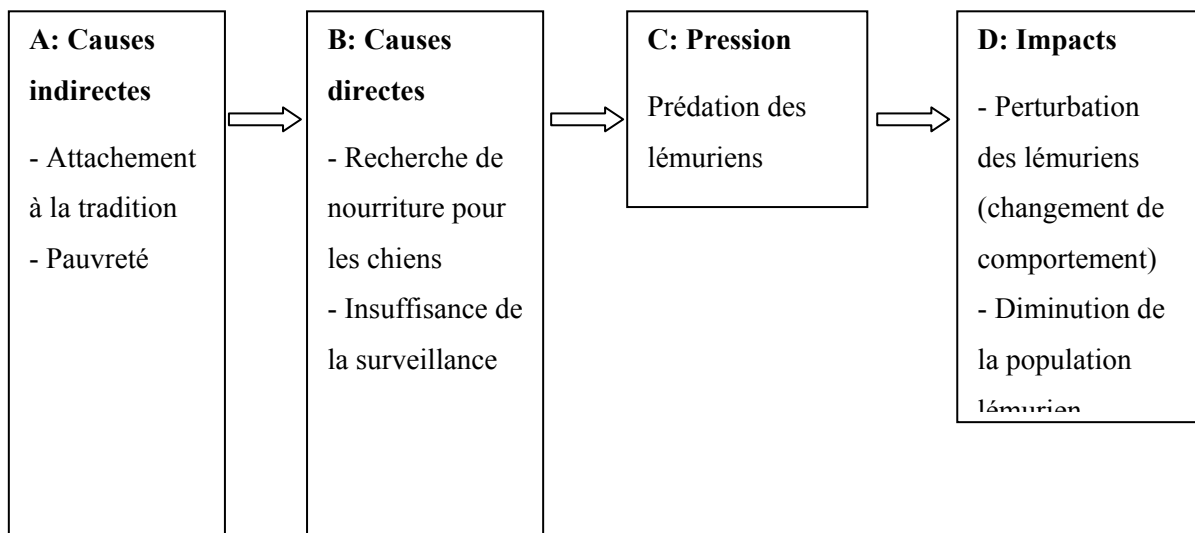 A: Causes
indirectes
- Attachement
à la tradition
- Pauvreté
B: Causes
directes
- Recherche de
nourriture pour
les chiens
- Insuffisance de
la surveillance
C: Pression
Prédation des
lémuriens
D: Impacts
- Perturbation
des lémuriens
(changement de
comportement)
- Diminution de
la population
lémurien